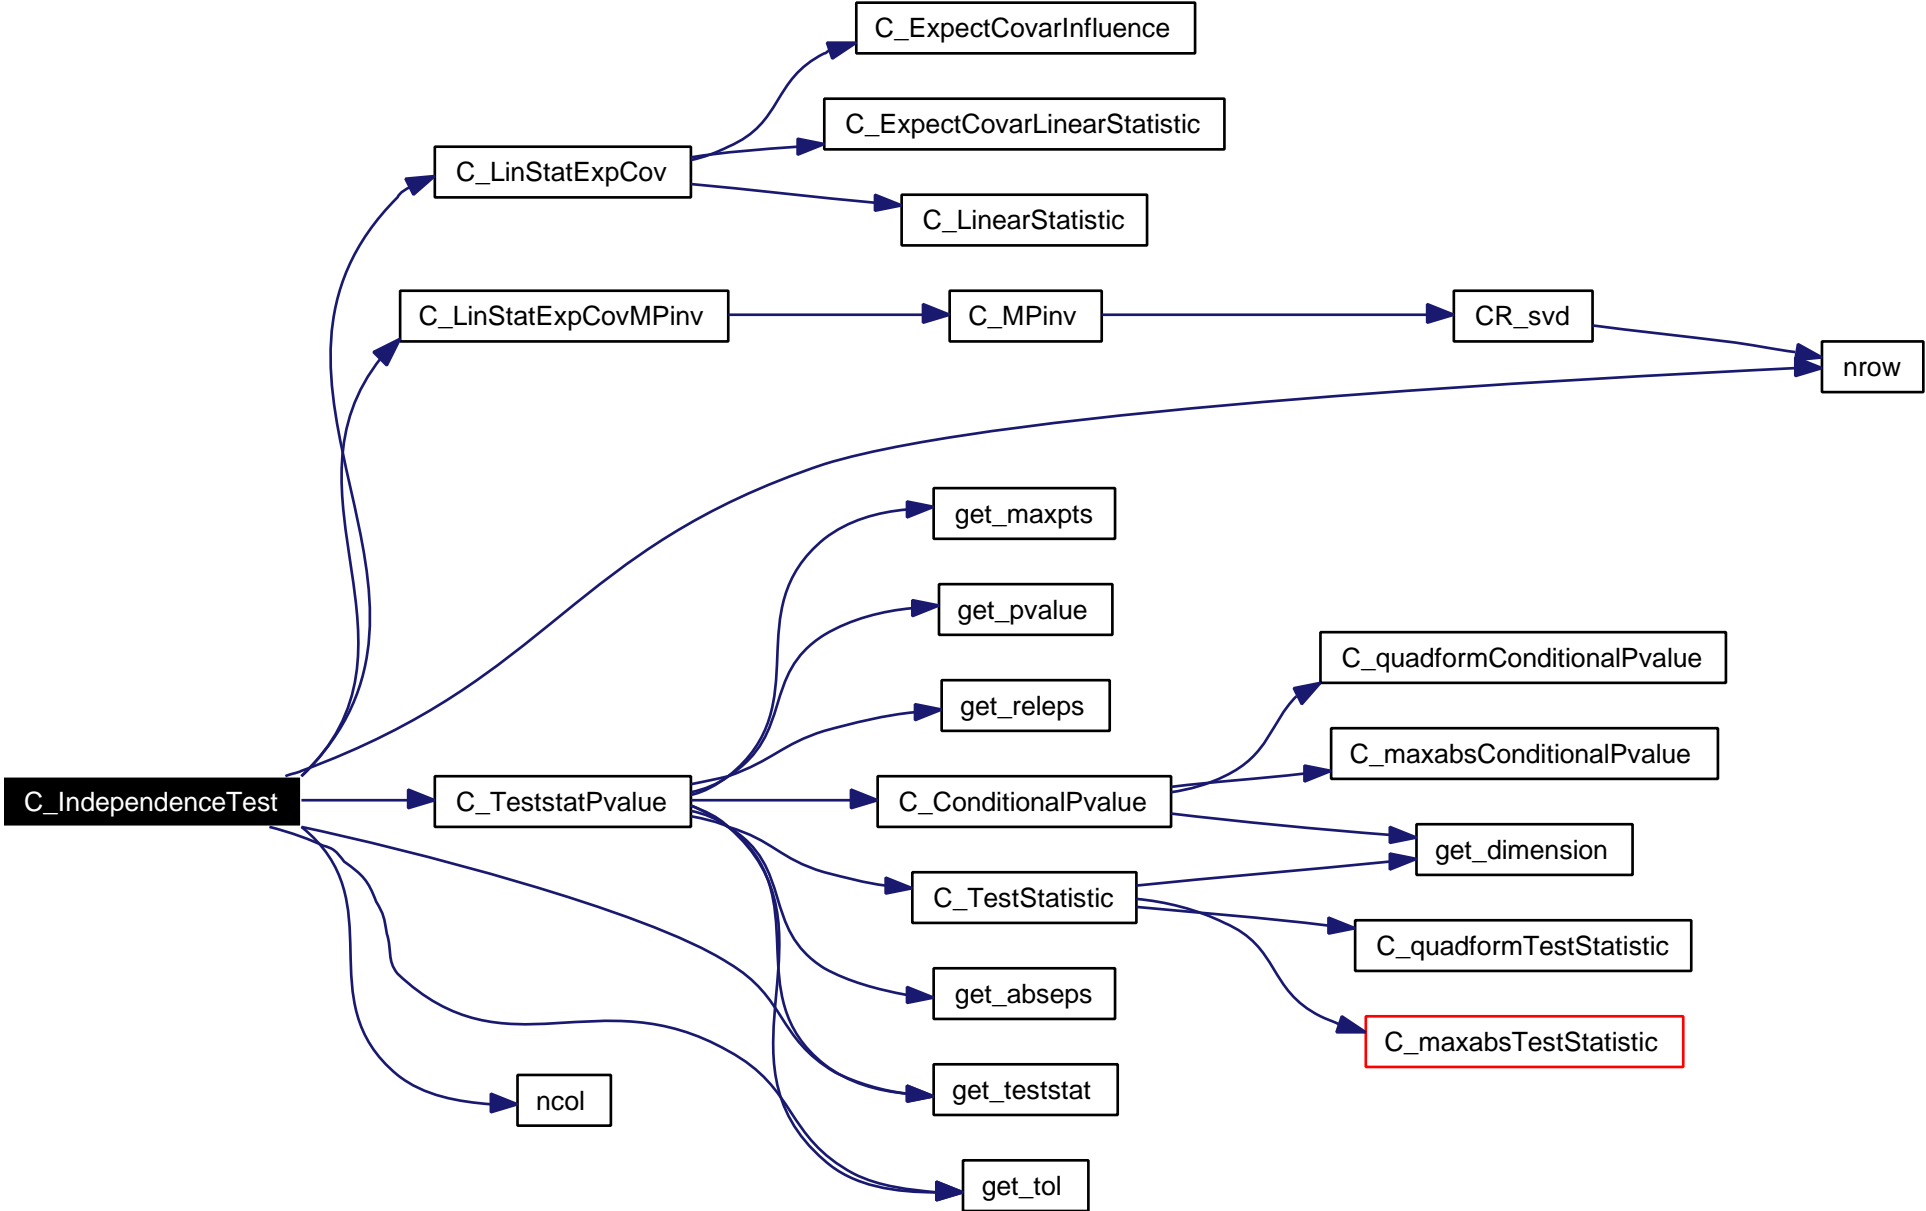 C_ExpectCovarInfluence
C_ExpectCovarLinearStatistic
C_LinStatExpCov
C_LinearStatistic
C_LinStatExpCovMPinv
C_MPinv
CR_svd
nrow
get_maxpts
get_pvalue
C_quadformConditionalPvalue
get_releps
C_maxabsConditionalPvalue
C_IndependenceTest
C_TeststatPvalue
C_ConditionalPvalue
get_dimension
C_TestStatistic
C_quadformTestStatistic
get_abseps
C_maxabsTestStatistic
get_teststat
ncol
get_tol